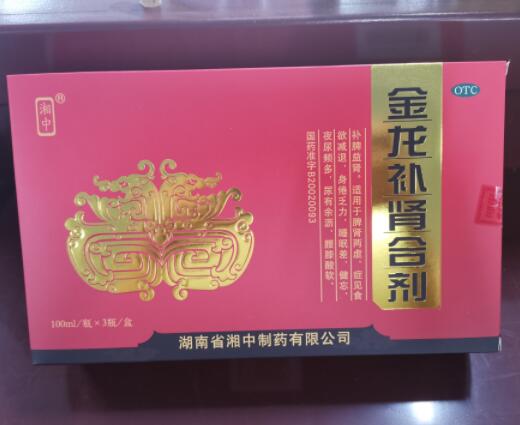 湘中®
OTC
金龙补肾合剂
补脾益肾。适用于脾肾两虚，症见食
欲减退，身倦乏力，睡眠差，健忘，
夜尿频多，尿有余沥，腰膝酸软。
国药准字B20020093
100ml/瓶×3瓶/盒
湖南省湘中制药有限公司